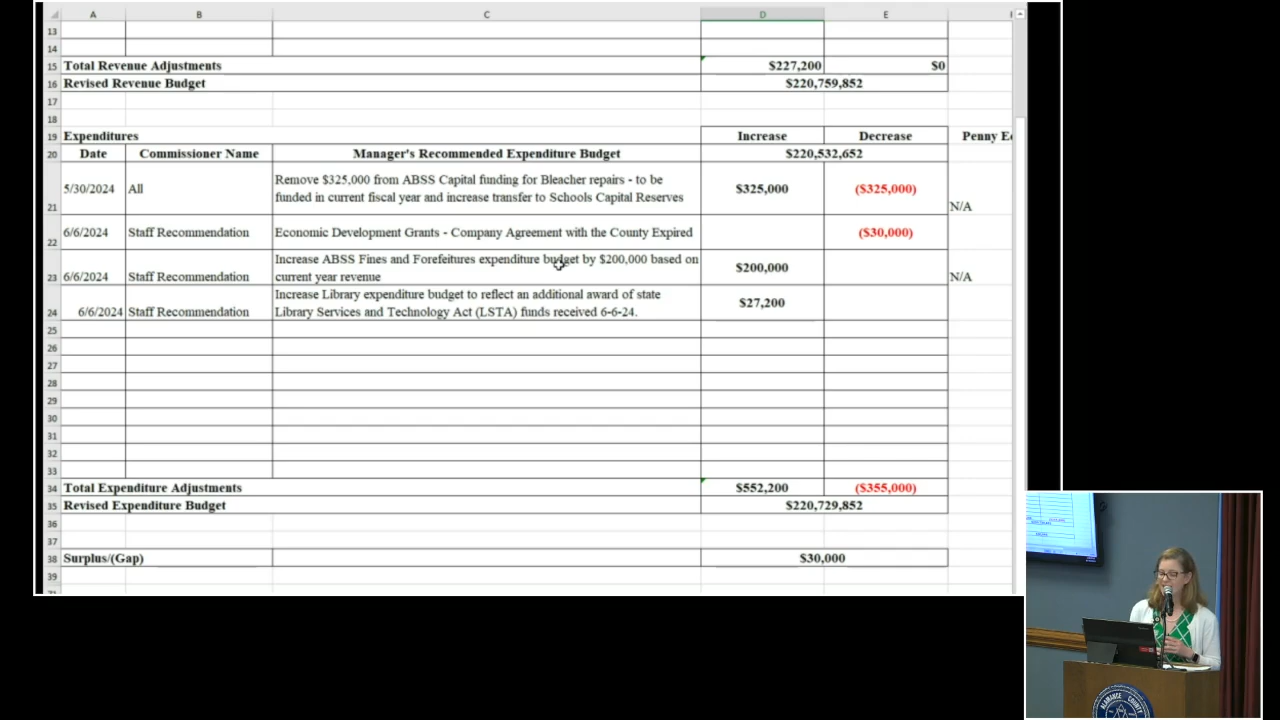 A B C D E
13
14
15 Total Revenue Adjustments $227,200 $0
16 Revised Revenue Budget $220,759,852
17
18
19 Expenditures Increase Decrease Penny E
20 Date Commissioner Name Manager's Recommended Expenditure Budget $220,532,652
Remove $325,000 from ABSS Capital funding for Bleacher repairs - to be
5/30/2024 All $325,000 ($325,000)
funded in current fiscal year and increase transfer to Schools Capital Reserves
21 N/A
6/6/2024 Staff Recommendation Economic Development Grants - Company Agreement with the County Expired ($30,000)
22
Increase ABSS Fines and Forefeitures expenditure budget by $200,000 based on
$200,000
23 6/6/2024 Staff Recommendation current year revenue N/A
Increase Library expenditure budget to reflect an additional award of state
$27,200
24 6/6/2024 Staff Recommendation Library Services and Technology Act (LSTA) funds received 6-6-24.
25
26
27
28
29
30
31
32
33
34 Total Expenditure Adjustments $552,200 ($355,000)
35 Revised Expenditure Budget $220,729,852
36
37
38 Surplus/(Gap) $30,000
39
ALAMANCE COUNTY